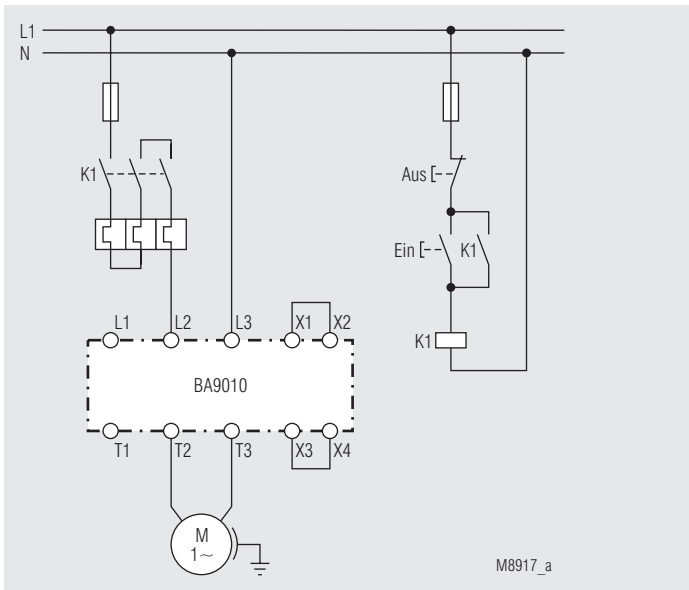 L1
N
K1
Aus
Ein K1
K1
L1 L2 L3 X1 X2
BA9010
T1 T2 T3 X3 X4
M
1~
M8917_a